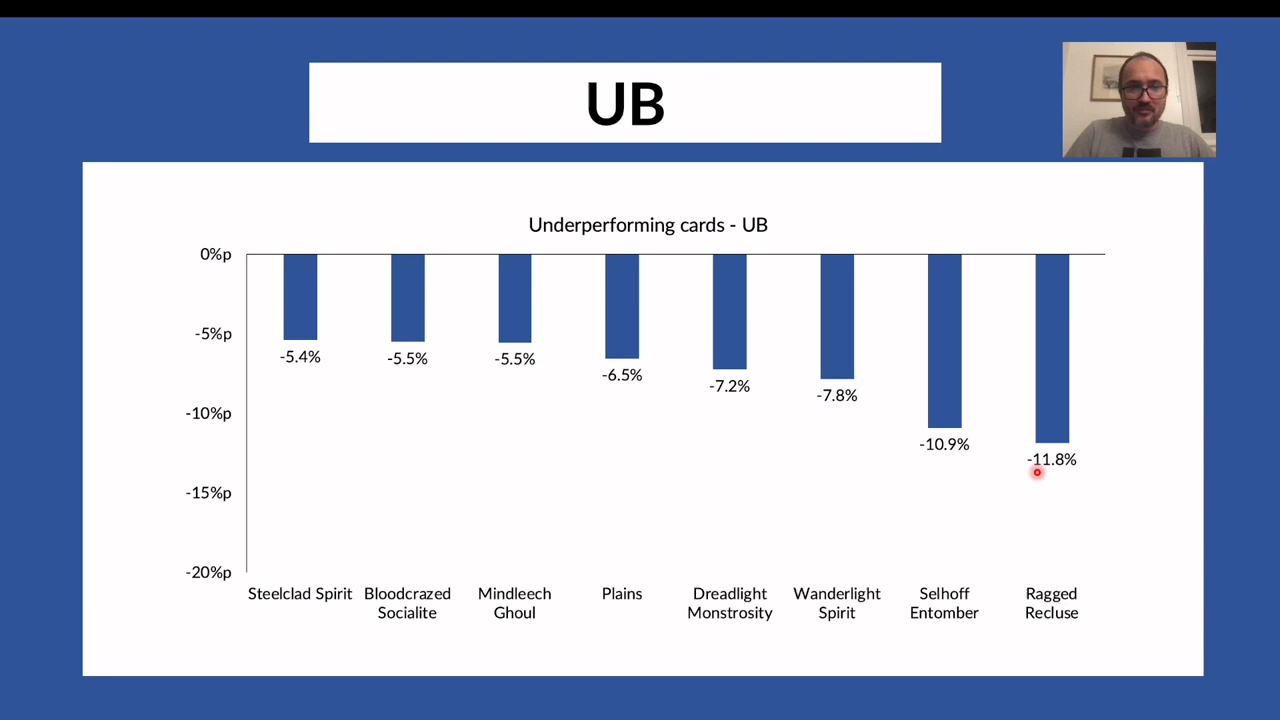 UB
Underperforming cards - UB
0%p
-5%p
-10%p
-15%p
-20%p
-5.4%
-5.5%
-5.5%
-6.5%
-7.2%
-7.8%
-10.9%
-11.8%
Steelclad Spirit
Bloodcrazed
Socialite
Mindleech
Ghoul
Plains
Dreadlight
Monstrosity
Wanderlight
Spirit
Selhoff
Entomber
Ragged
Recluse